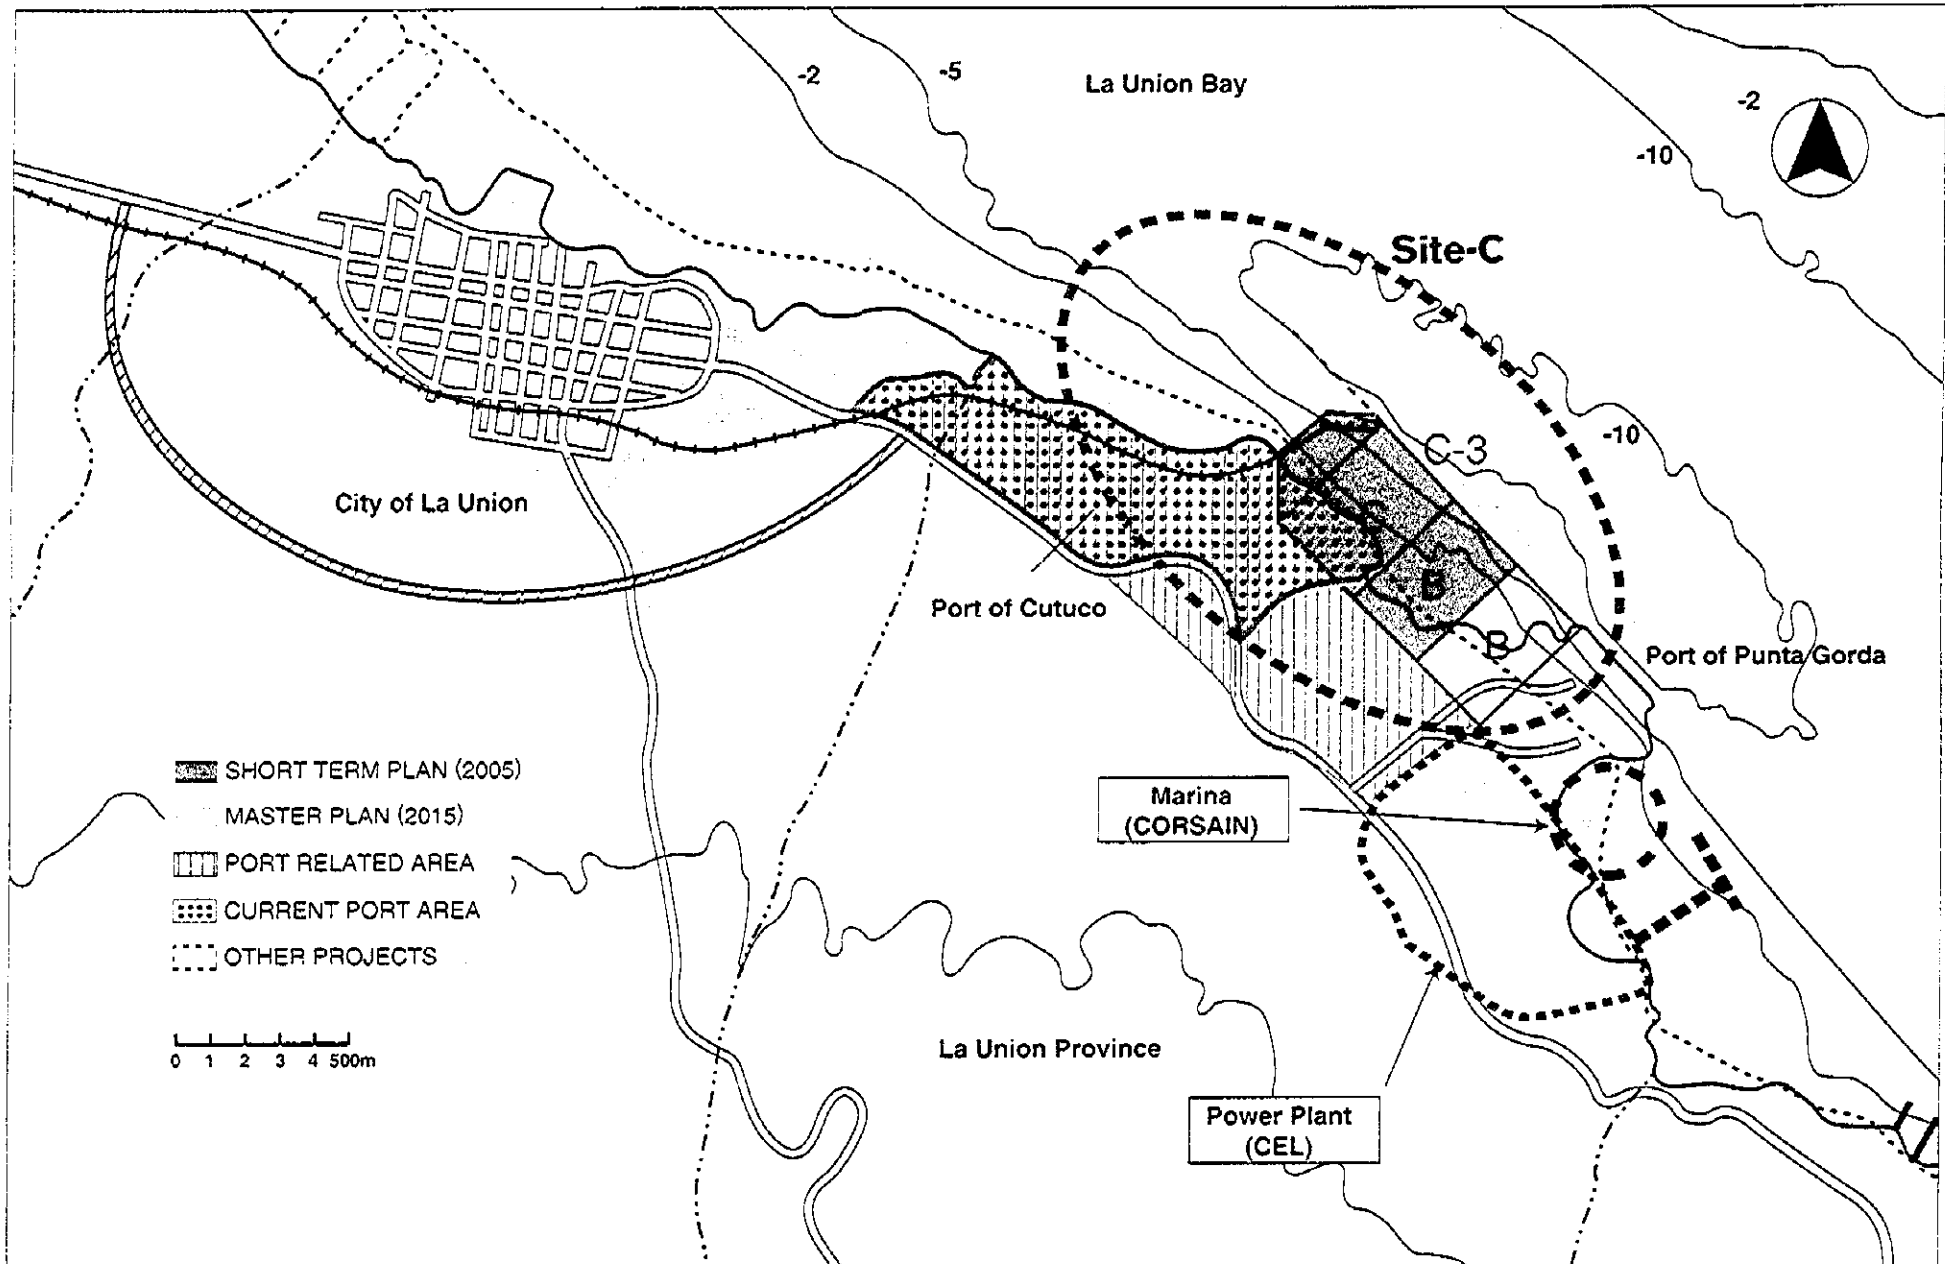 -2
-5
La Union Bay
-2
-10
Site-C
-10
C-3
C
B
B
City of La Union
Port of Cutuco
Port of Punta Gorda
SHORT TERM PLAN (2005)
MASTER PLAN (2015)
PORT RELATED AREA
CURRENT PORT AREA
OTHER PROJECTS
Marina
(CORSAIN)
0 1 2 3 4 500m
La Union Province
Power Plant
(CEL)